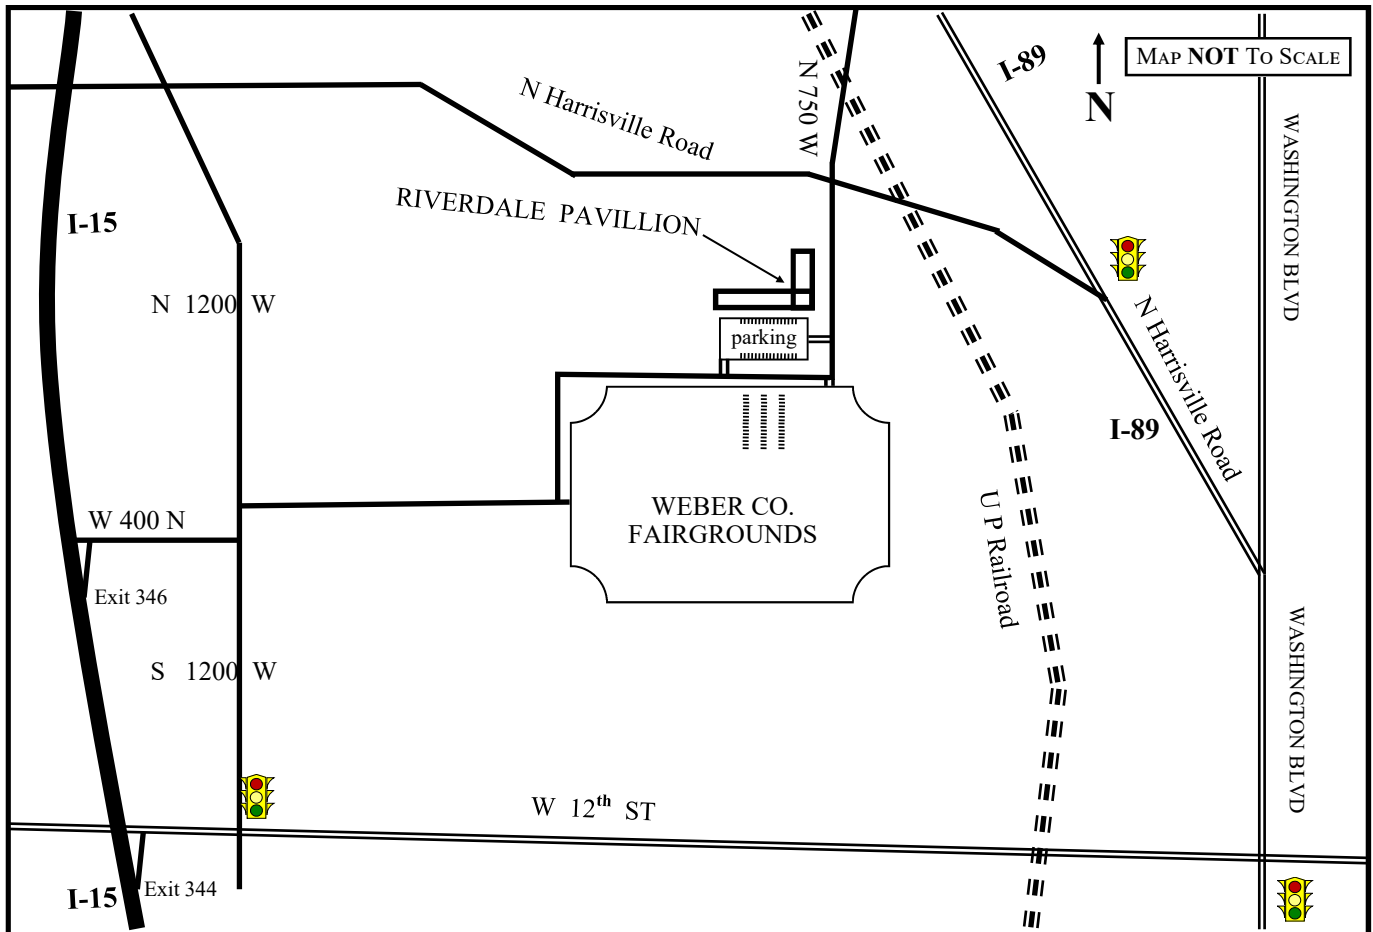 I-89
MAP NOT TO SCALE
N
N Harrisville Road
N 750 W
WASHINGTON BLVD
RIVERDALE PAVILLION
I-15
N 1200 W
parking
N Harrisville Road
I-89
WEBER CO.
FAIRGROUNDS
W 400 N
U P Railroad
Exit 346
S 1200 W
WASHINGTON BLVD
W 12th ST
I-15
Exit 344